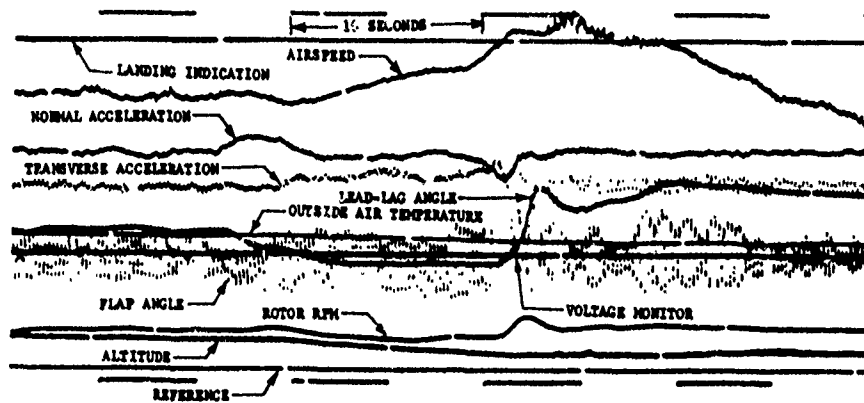 SECONDS
AIRSPEED
LANDING INDICATION
NORMAL ACCELERATION
TRANSVERSE ACCELERATION
LEAD-LAG ANGLE
OUTSIDE AIR TEMPERATURE
FLAP ANGLE
VOLTAGE MONITOR
ROTOR RPM
ALTITUDE
REFERENCE